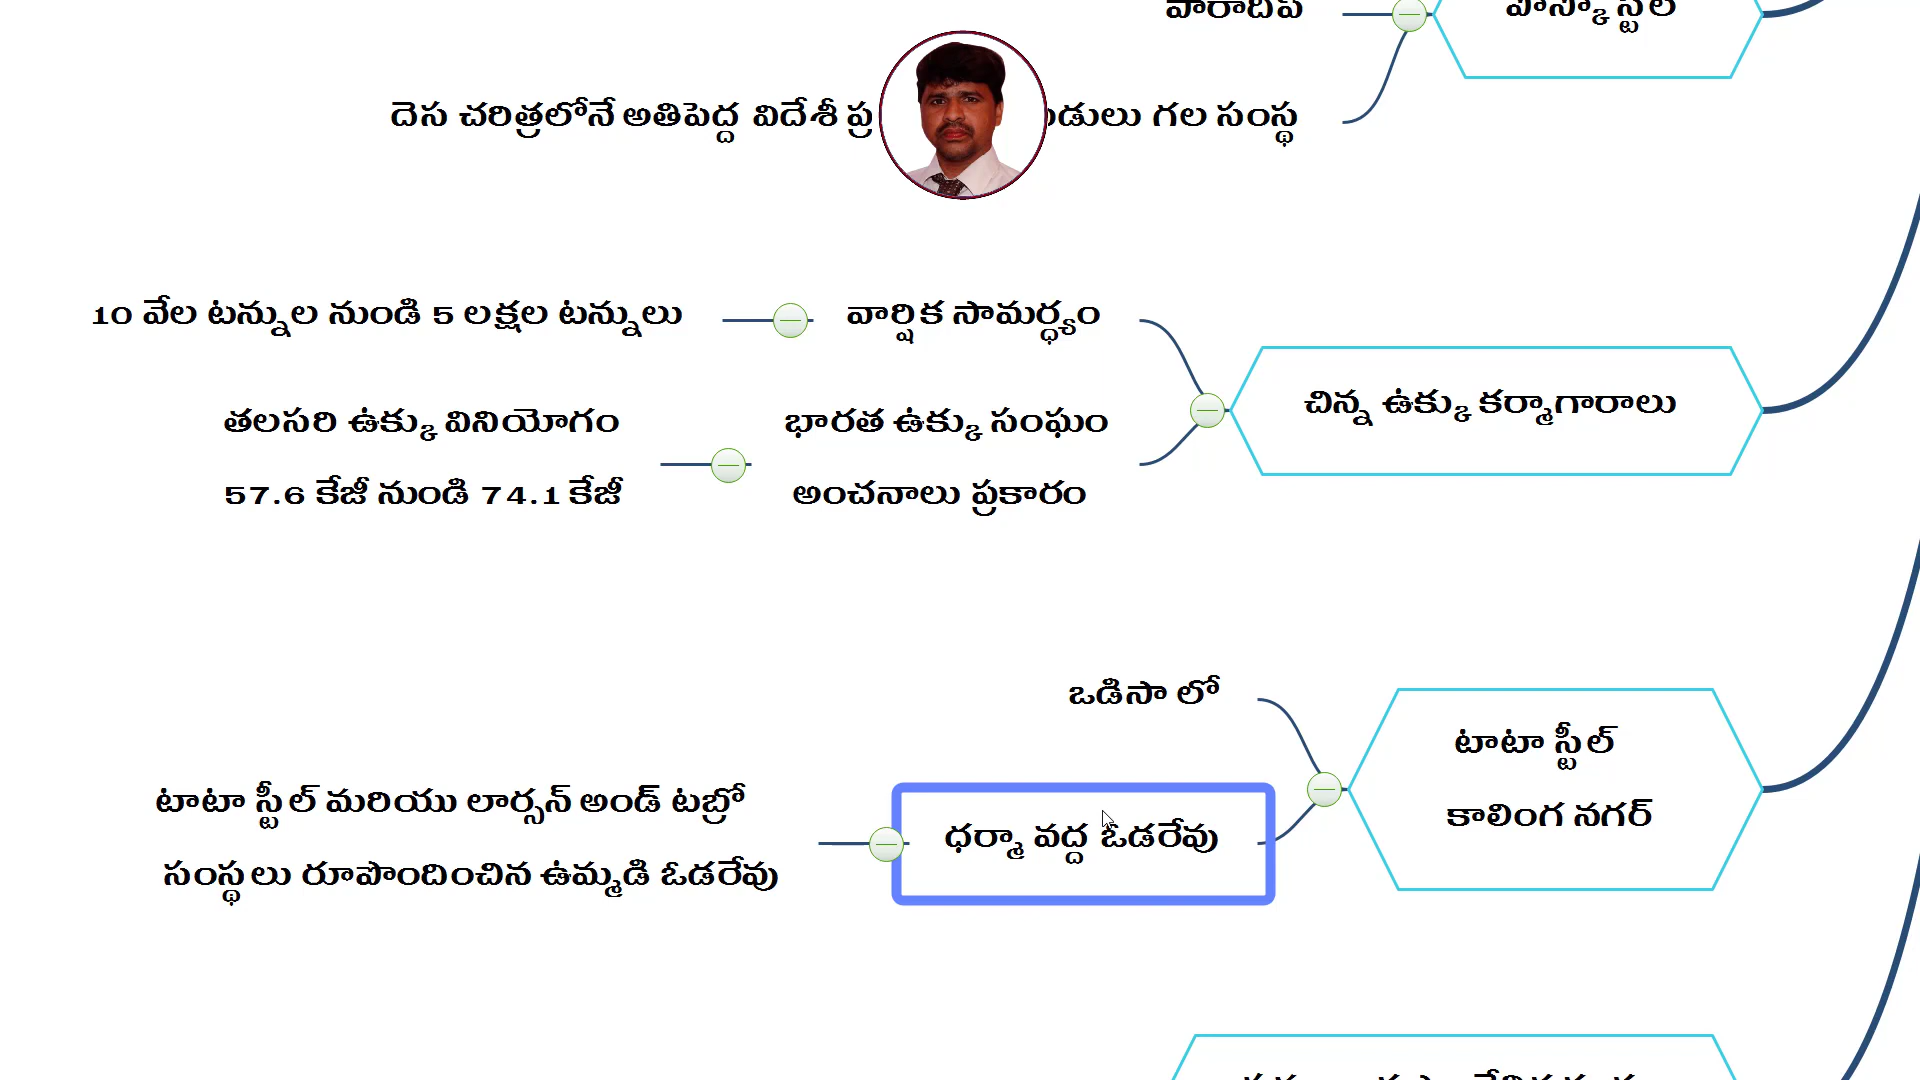 పారాదీప్
పోస్కో స్టీల్
దెస చరిత్రలోనే అతిపెద్ద విదేశీ గల సంస్థ
10 వేల టన్నుల నుండి 5 లక్షల టన్నులు
వార్షిక సామర్థ్యం
చిన్న ఉక్కు కర్మాగారాలు
తలసరి ఉక్కు వినియోగం
57.6 కేజీ నుండి 74.1 కేజీ
భారత ఉక్కు సంఘం
అంచనాలు ప్రకారం
ఒడిసా లో
టాటా స్టీల్
కాలింగ నగర్
ధర్మా వద్ద ఓడరేవు
టాటా స్టీల్ మరియు లార్సన్ అండ్ టబ్రో
సంస్థలు రూపొందించిన ఉమ్మడి ఓడరేవు